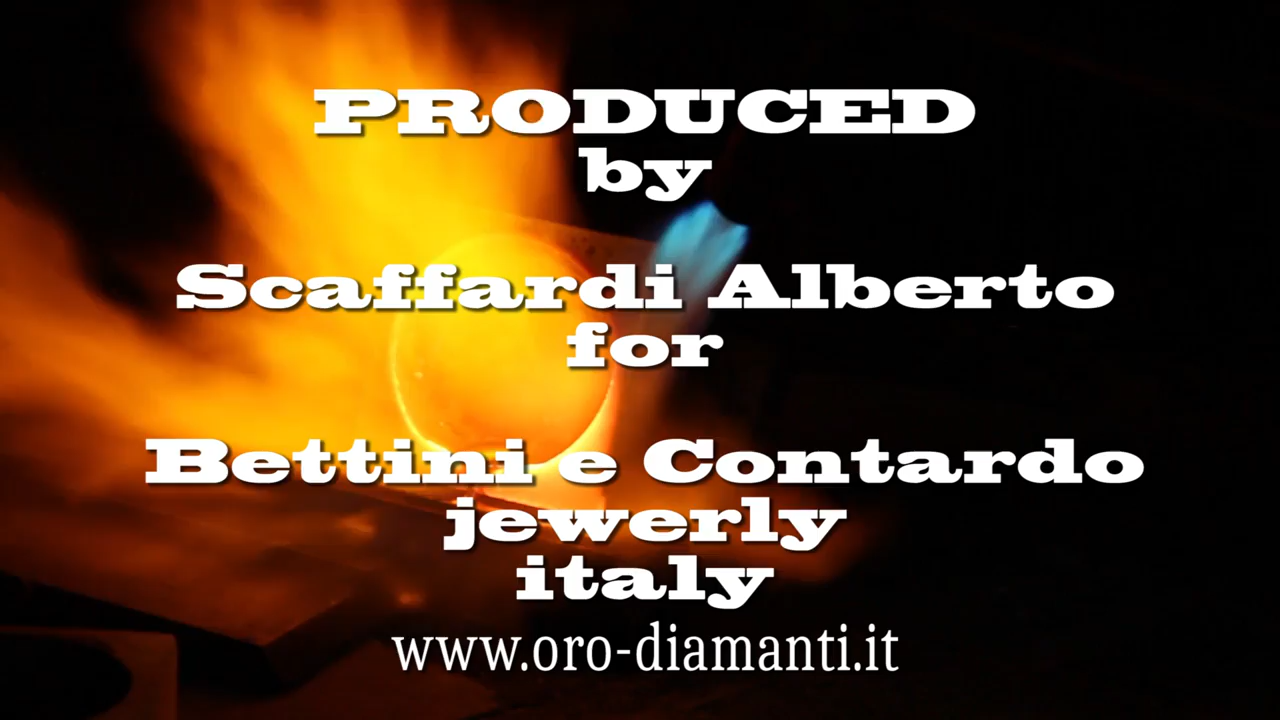 PRODUCED
by
Scaffardi Alberto
for
Bettini e Contardo
jewerly
italy
www.oro-diamanti.it